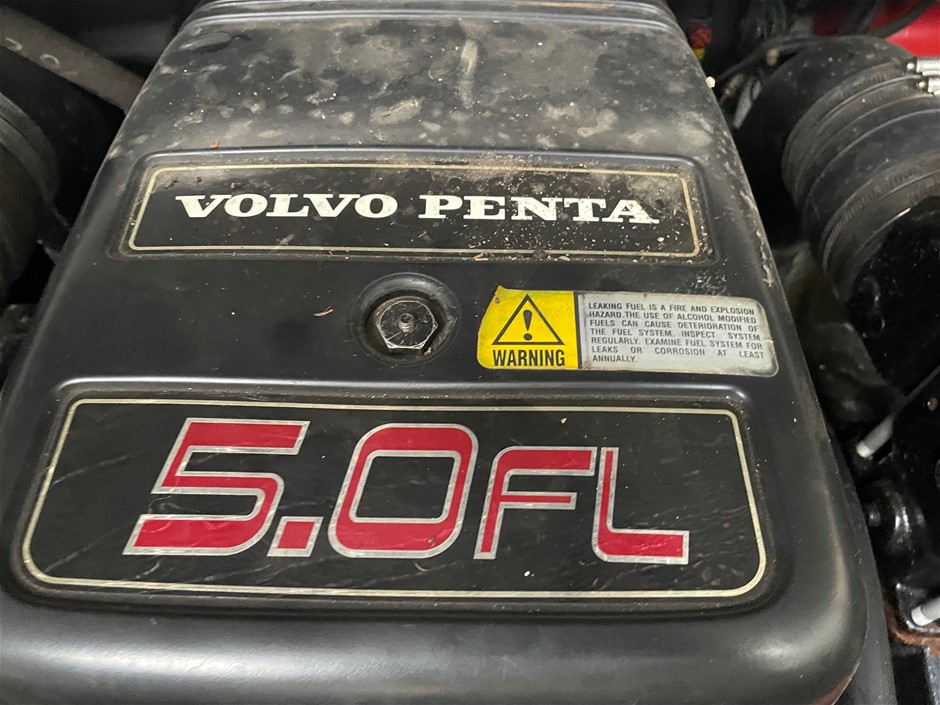 VOLVO PENTA
WARNING
LEAKING FUEL IS A FIRE AND EXPLOSION
HAZARD.THE USE OF ALCOHOL MODIFIED
FUELS CAN CAUSE DETERIORATION OF
THE FUEL SYSTEM. INSPECT SYSTEM
REGULARLY. EXAMINE FUEL SYSTEM FOR
LEAKS OR CORROSION AT LEAST
ANNUALLY.
5.0FL